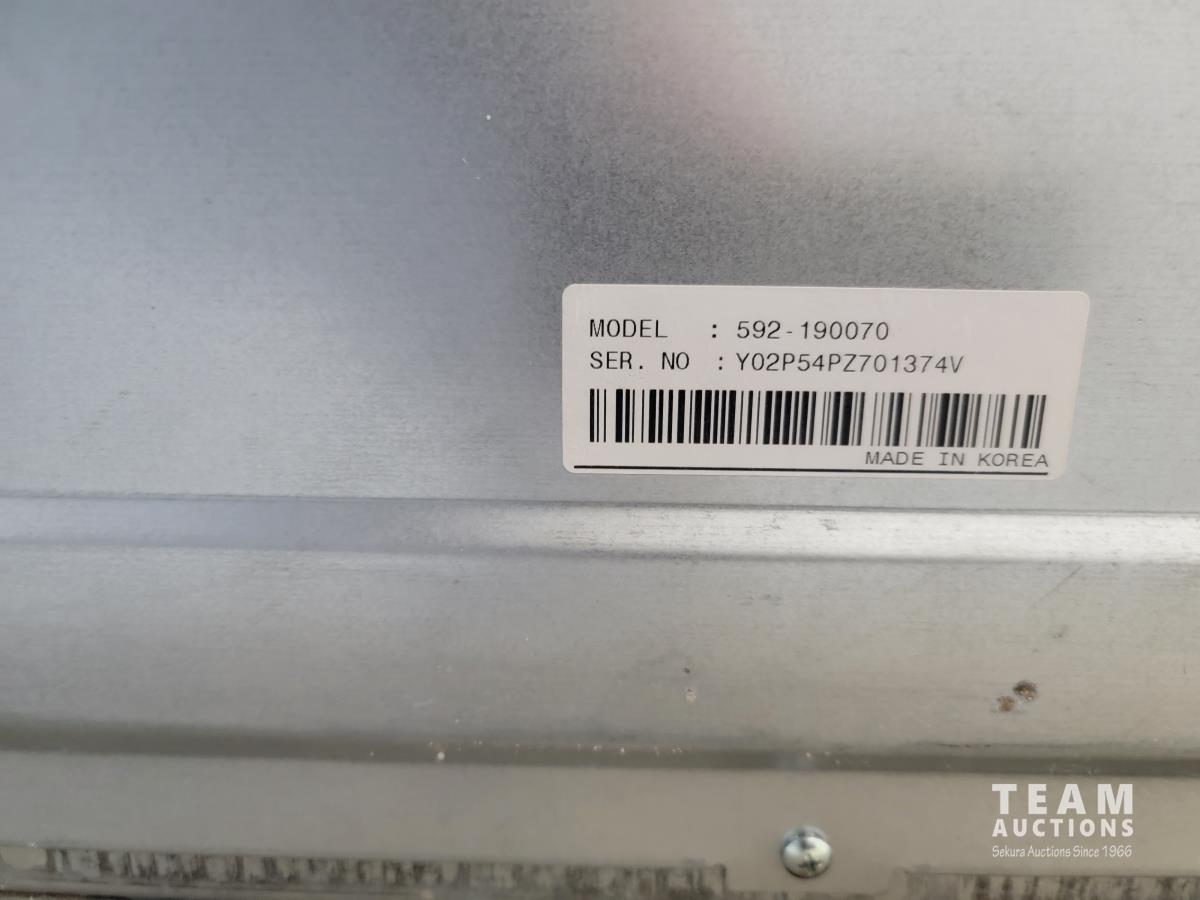 MODEL : 592-190070
SER. NO : Y02P54PZ701374V
MADE IN KOREA
TEAM
AUCTIONS
Sekura Auctions Since 1966